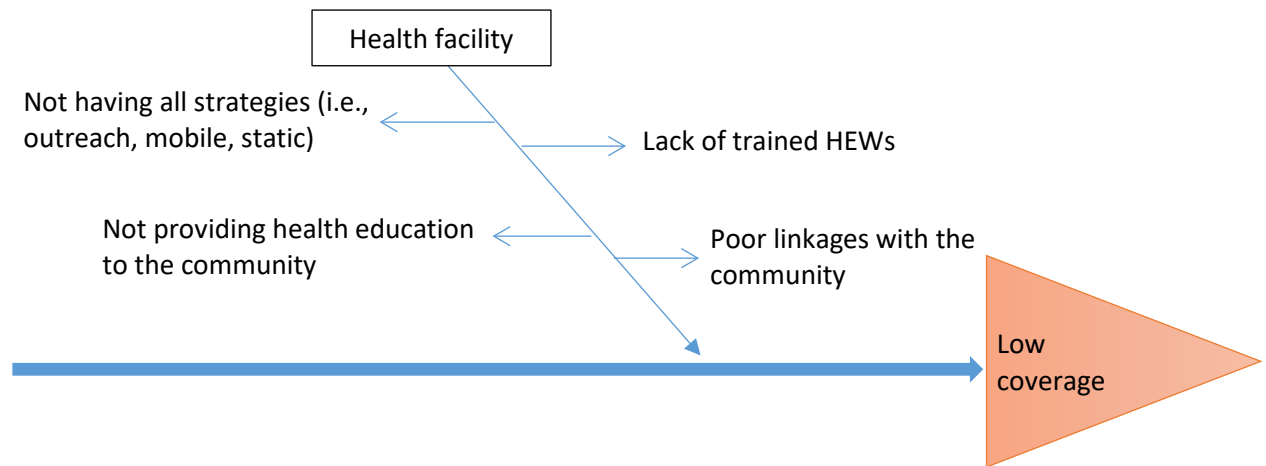 Health facility
Not having all strategies (i.e.,
outreach, mobile, static)
Lack of trained HEWs
Not providing health education
to the community
Poor linkages with the
community
Low
coverage